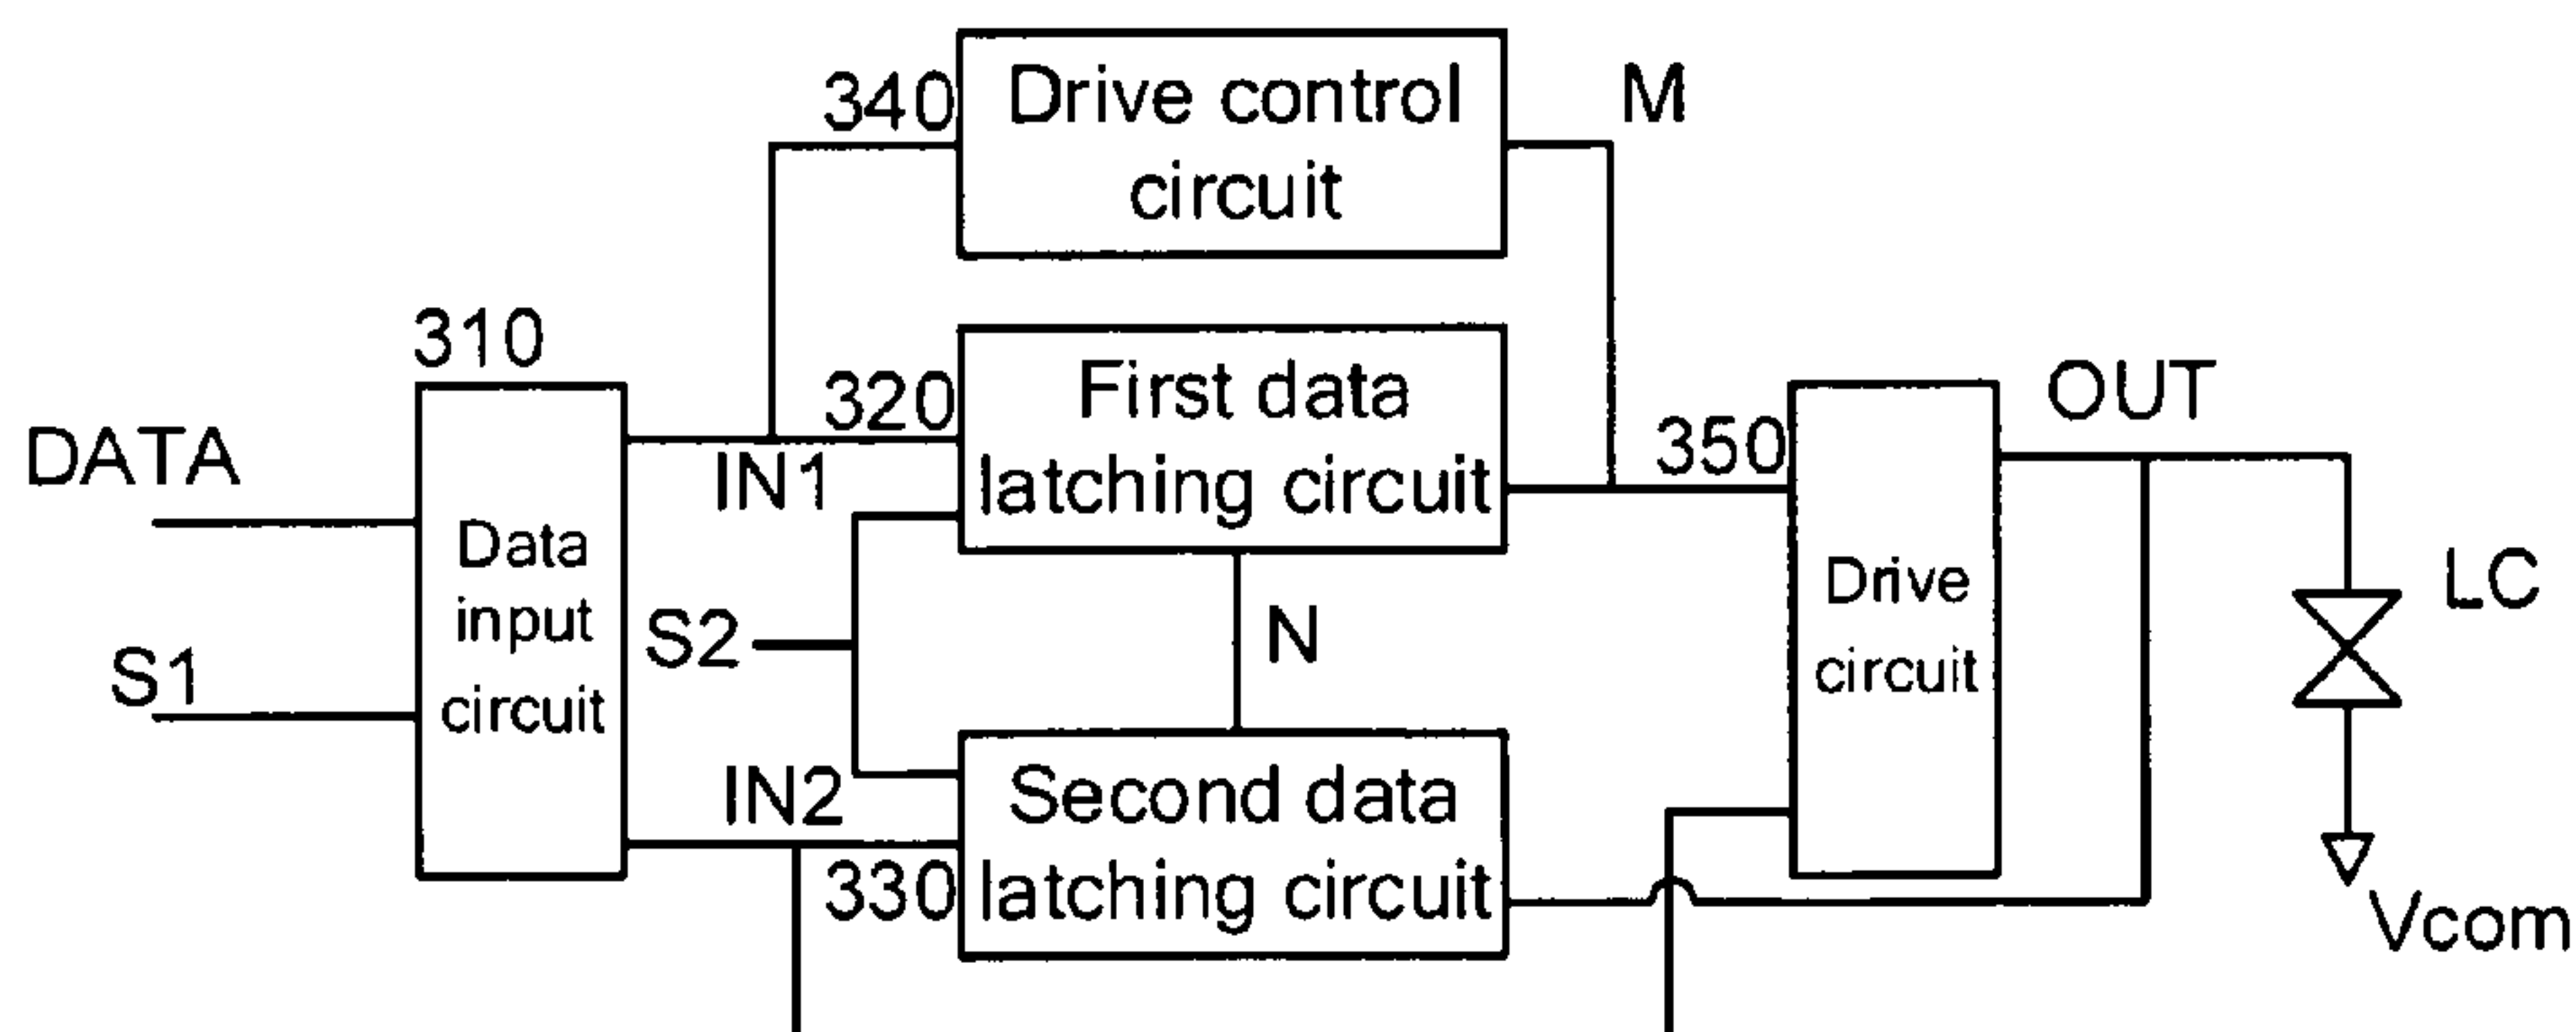 340
Drive control
circuit
M
310
320
First data
latching circuit
350
OUT
DATA
IN1
Data
input
circuit
S1
S2
N
Drive
circuit
LC
IN2
330
Second data
latching circuit
Vcom